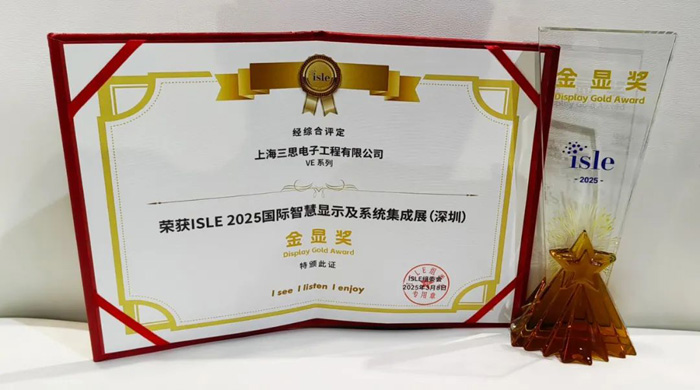 isle
经综合评定
上海三思电子工程有限公司
VE系列
荣获ISLE 2025国际智慧显示及系统集成展(深圳)
金显奖
Display Gold Award
特颁此证
I see I listen I enjoy
ISLE组委会
2025年3月8日
专用章
金显奖
Display Gold Award
isle
- 2025 -